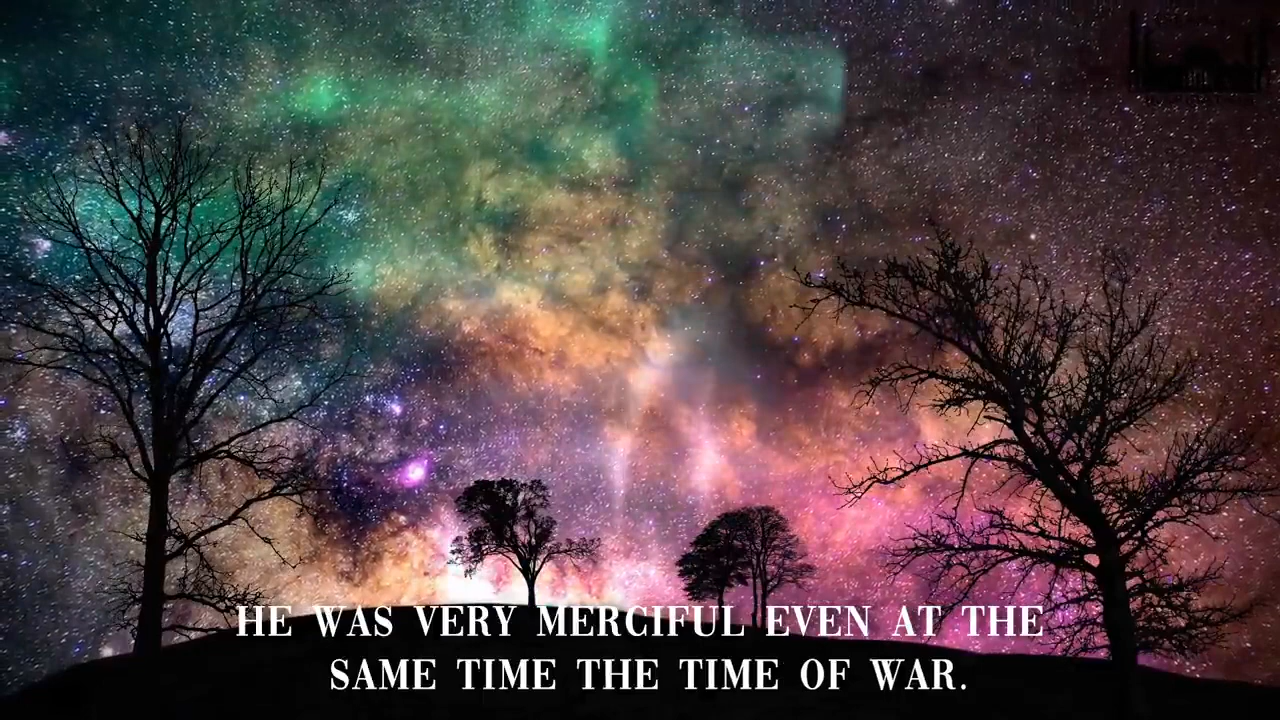 HE WAS VERY MERCIFUL EVEN AT THE
SAME TIME THE TIME OF WAR.